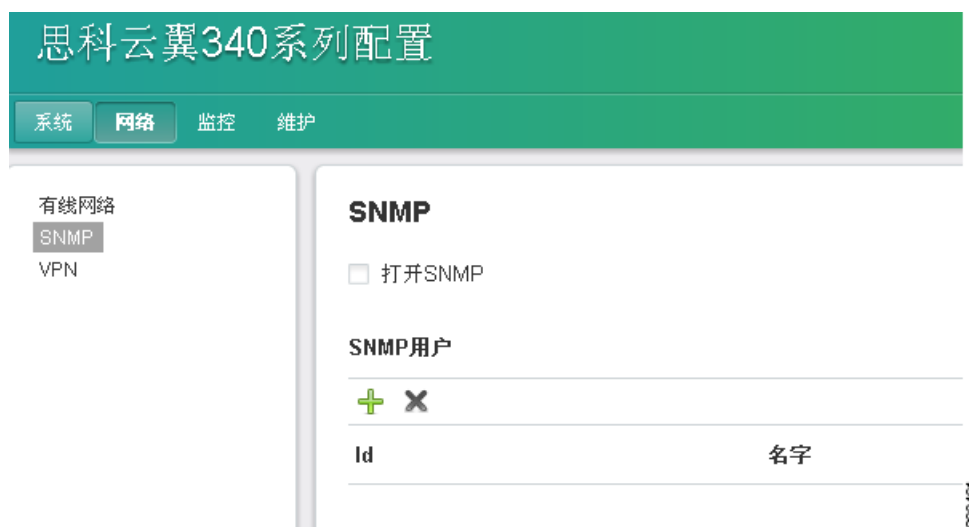 思科云翼340系列配置
系统 网络 监控 维护
有线网络
SNMP
VPN
SNMP
打开SNMP
SNMP用户
Id 名字